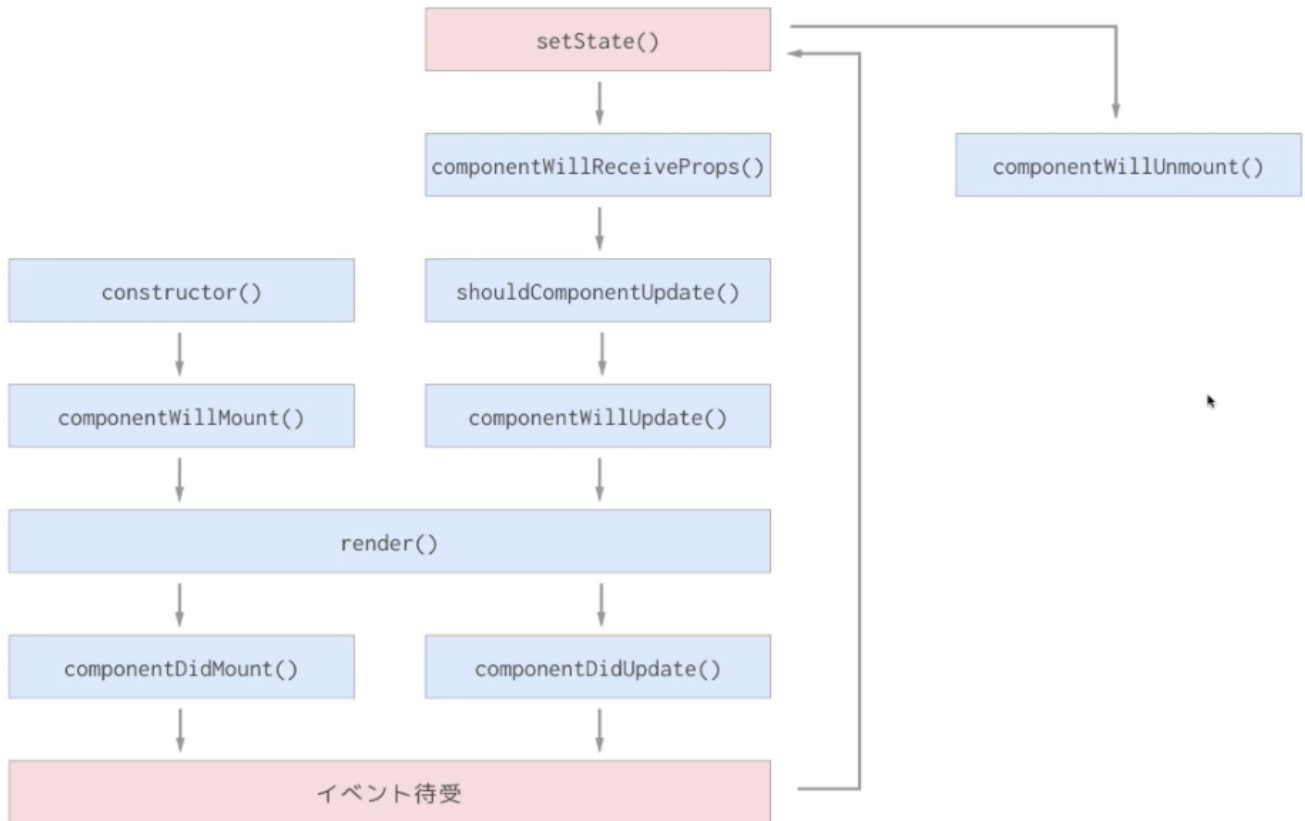 setState()
componentWillReceiveProps()
componentWillUnmount()
constructor()
shouldComponentUpdate()
componentWillMount()
componentWillUpdate()
render()
componentDidMount()
componentDidUpdate()
イベント待受